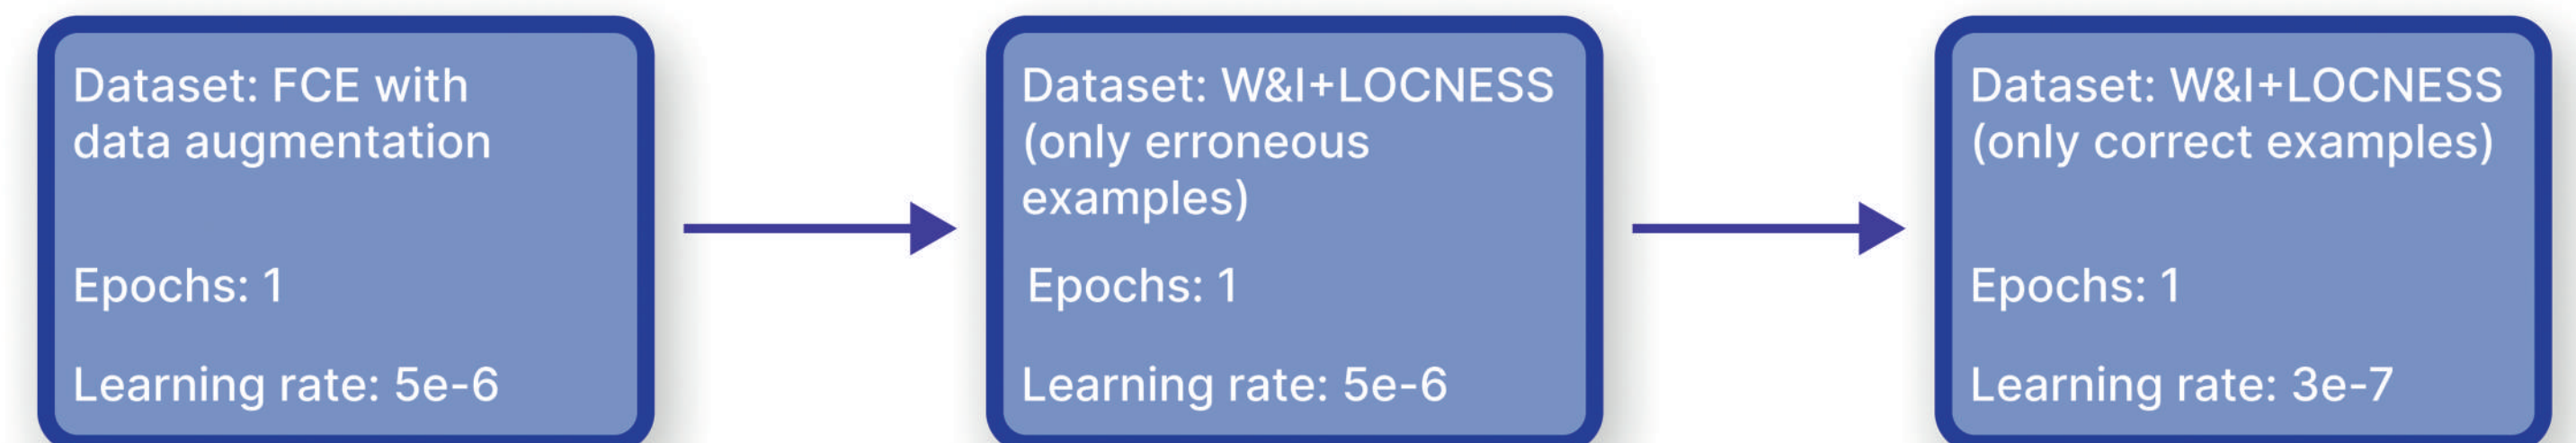 Dataset: FCE with
data augmentation
Epochs: 1
Learning rate: 5e-6
Dataset: W&I+LOCNESS
(only erroneous
examples)
Epochs: 1
Learning rate: 5e-6
Dataset: W&I+LOCNESS
(only correct examples)
Epochs: 1
Learning rate: 3e-7